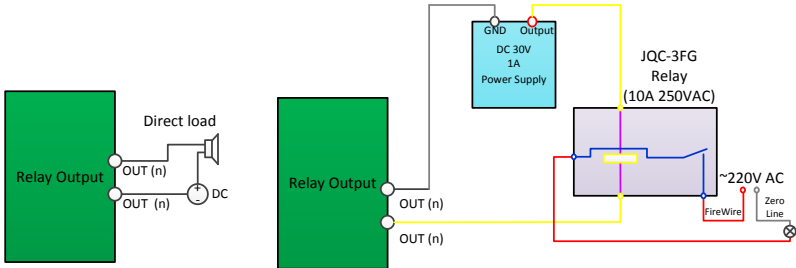 Relay Output
Direct load
OUT (n)
OUT (n)
+
-
DC
Relay Output
OUT (n)
OUT (n)
GND
Output
DC 30V
1A
Power Supply
JQC-3FG
Relay
(10A 250VAC)
~220V AC
FireWire
Zero
Line